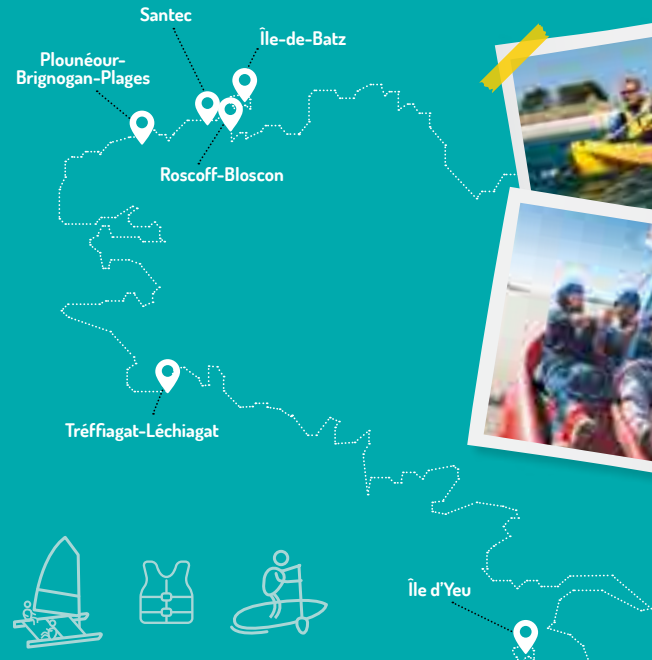 Santec
Île-de-Batz
Plounéour-
Brignogan-Plages
Roscoff-Bloscon
Tréffiagat-Léchiagat
Île d'Yeu